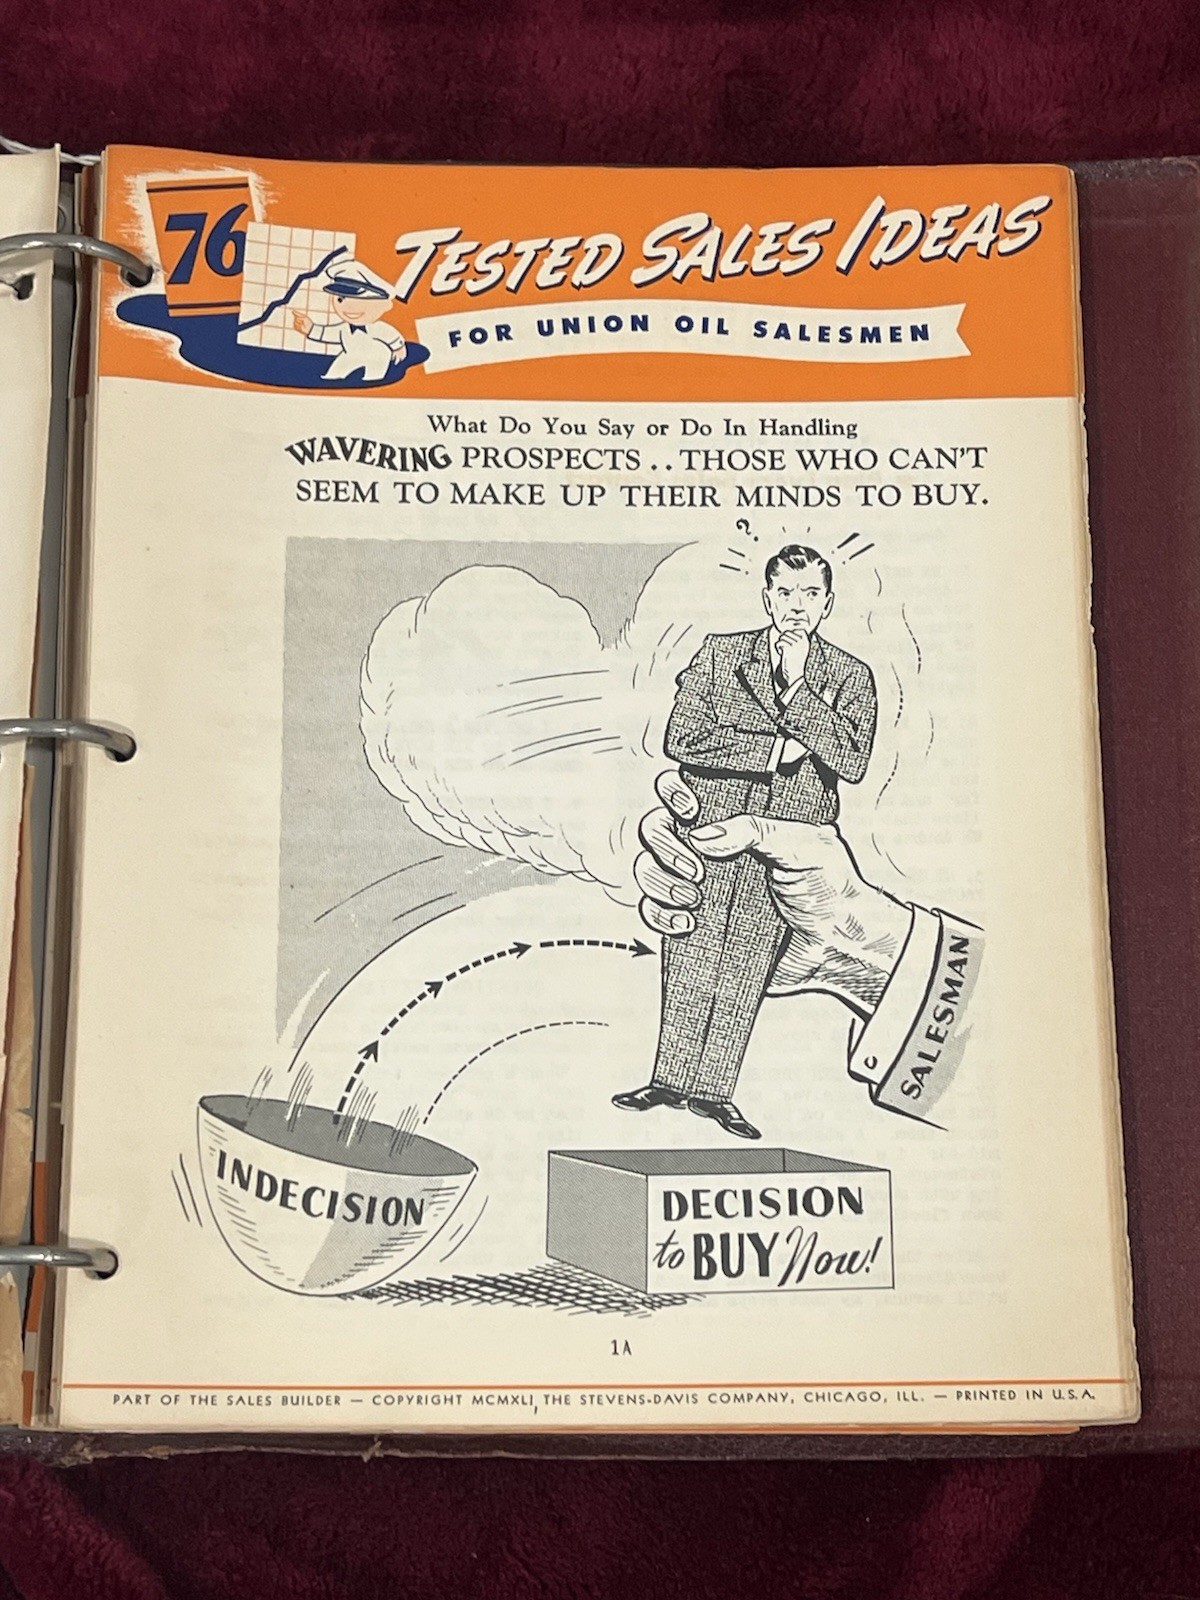 76
TESTED SALES IDEAS
FOR UNION OIL SALESMEN
What Do You Say or Do In Handling
WAVERING PROSPECTS . . THOSE WHO CAN'T
SEEM TO MAKE UP THEIR MINDS TO BUY.
?
SALESMAN
INDECISION
DECISION
to BUY Now!
1A
PART OF THE SALES BUILDER — COPYRIGHT MCMXLI, THE STEVENS-DAVIS COMPANY, CHICAGO, ILL. — PRINTED IN U.S.A.